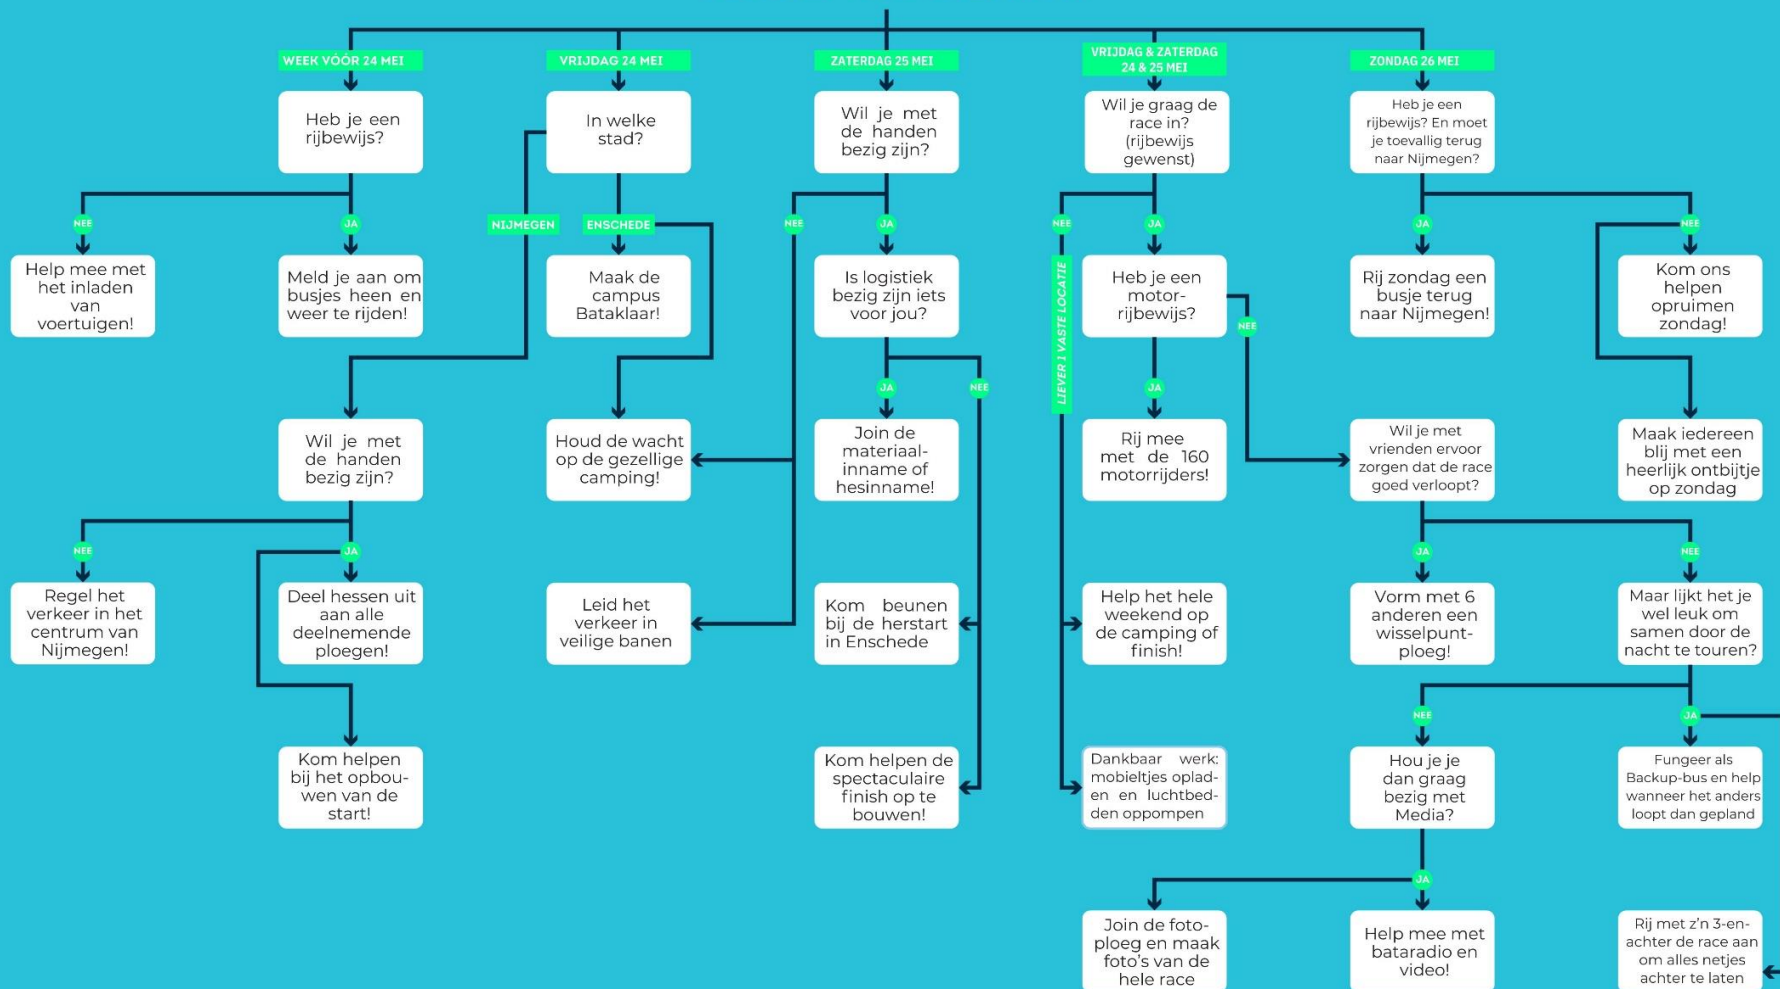 WEEK VÓÓR 24 MEI
VRIJDAG 24 MEI
ZATERDAG 25 MEI
VRIJDAG & ZATERDAG
24 & 25 MEI
ZONDAG 26 MEI
Heb je een
rijbewijs?
In welke
stad?
Wil je met
de handen
bezig zijn?
Wil je graag de
race in?
(rijbewijs
gewenst)
Heb je een
rijbewijs? En moet
je toevallig terug
naar Nijmegen?
NEE
JA
NIJMEGEN
ENSCHEDE
NEE
JA
NEE
JA
JA
NEE
Help mee met
het inladen
van
voertuigen!
Meld je aan om
busjes heen en
weer te rijden!
Maak de
campus
Bataklaar!
Is logistiek
bezig zijn iets
voor jou?
LIEVER 1 VASTE LOCATIE
Heb je een
motor-
rijbewijs?
NEE
Rij zondag een
busje terug
naar Nijmegen!
Kom ons
helpen
opruimen
zondag!
JA
NEE
JA
Wil je met
de handen
bezig zijn?
Houd de wacht
op de gezellige
camping!
Join de
materiaal-
inname of
hesinname!
Rij mee
met de 160
motorrijders!
Wil je met
vrienden ervoor
zorgen dat de race
goed verloopt?
Maak iedereen
blij met een
heerlijk ontbijtje
op zondag
NEE
JA
JA
NEE
Regel het
verkeer in het
centrum van
Nijmegen!
Deel hessen uit
aan alle
deelnemende
ploegen!
Leid het
verkeer in
veilige banen
Kom beunen
bij de herstart
in Enschede
Help het hele
weekend op
de camping of
finish!
Vorm met 6
anderen een
wisselpunt-
ploeg!
Maar lijkt het je
wel leuk om
samen door de
nacht te touren?
NEE
JA
Kom helpen
bij het opbou-
wen van de
start!
Kom helpen de
spectaculaire
finish op te
bouwen!
Dankbaar werk:
mobieltjes oplad-
en en luchtbed-
den oppompen
Hou je je
dan graag
bezig met
Media?
Fungeer als
Backup-bus en help
wanneer het anders
loopt dan gepland
JA
Join de foto-
ploeg en maak
foto's van de
hele race
Help mee met
bataradio en
video!
Rij met z'n 3-en-
achter de race aan
om alles netjes
achter te laten